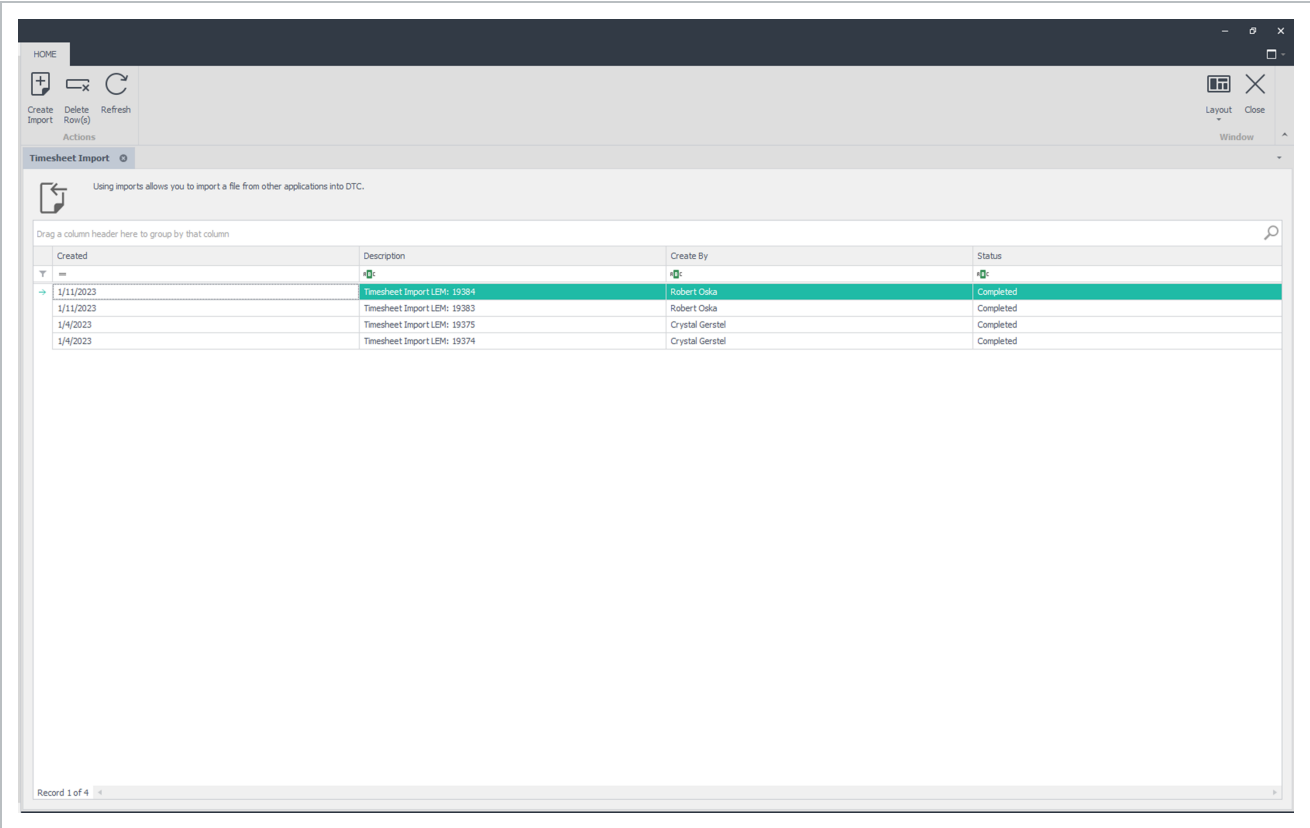 HOME
Create Import
Delete Row(s)
Refresh
Layout
Close
Actions
Window
Timesheet Import
Using imports allows you to import a file from other applications into DTC.
Drag a column header here to group by that column
Created Description Create By Status
=
1/11/2023 Timesheet Import LEM: 19384 Robert Oska Completed
1/11/2023 Timesheet Import LEM: 19383 Robert Oska Completed
1/4/2023 Timesheet Import LEM: 19375 Crystal Gerstel Completed
1/4/2023 Timesheet Import LEM: 19374 Crystal Gerstel Completed
Record 1 of 4